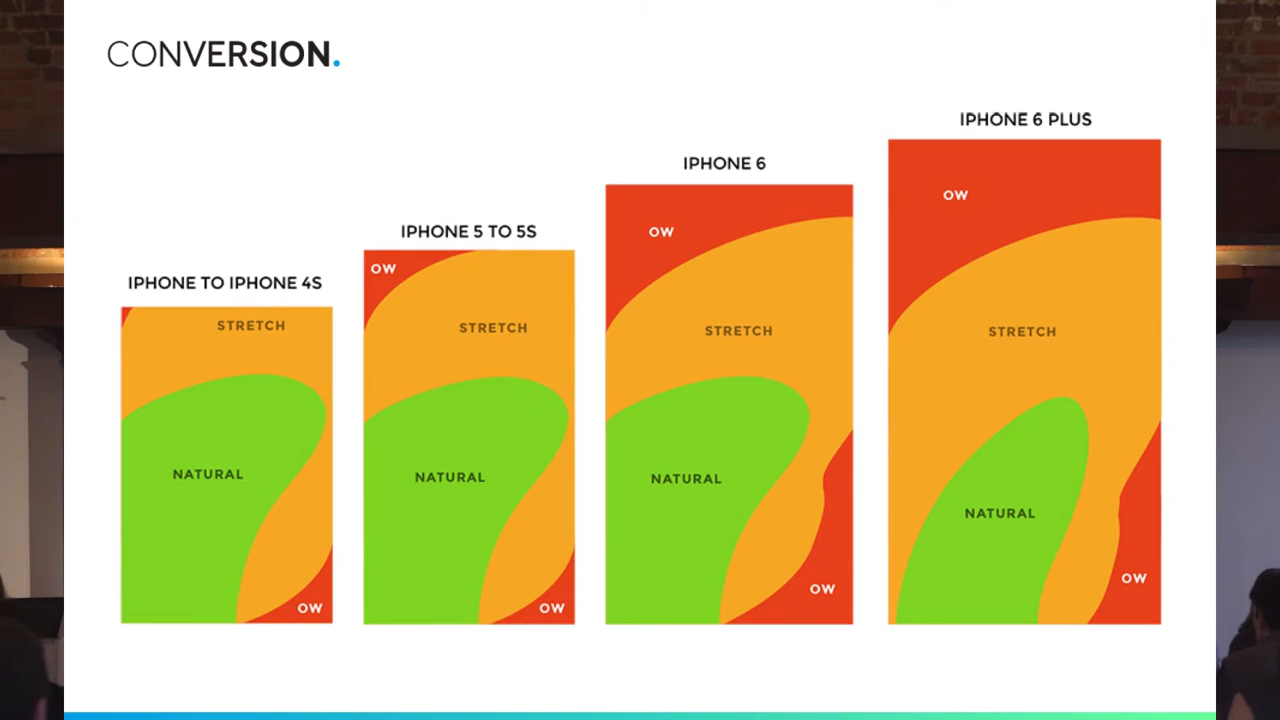 CONVERSION.
IPHONE TO IPHONE 4S
STRETCH
NATURAL
OW
IPHONE 5 TO 5S
OW
STRETCH
NATURAL
OW
IPHONE 6
OW
STRETCH
NATURAL
OW
IPHONE 6 PLUS
OW
STRETCH
NATURAL
OW